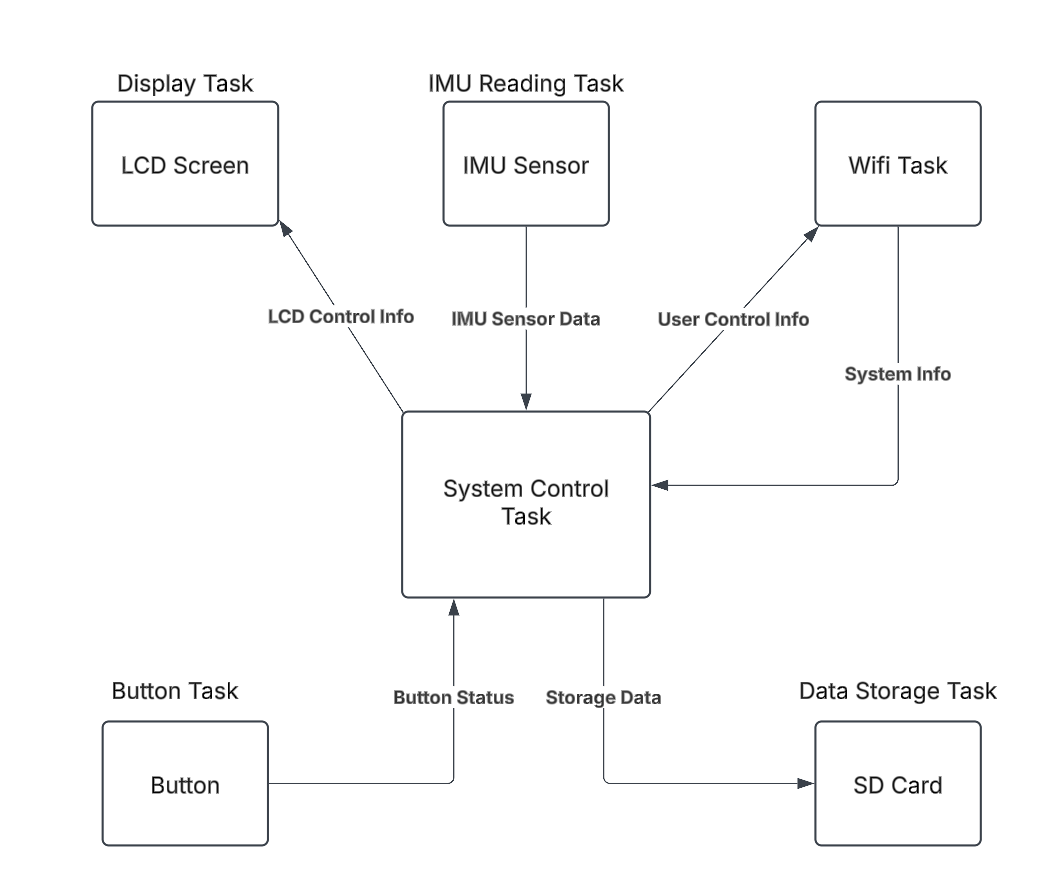 Display Task
IMU Reading Task
LCD Screen
IMU Sensor
Wifi Task
LCD Control Info
IMU Sensor Data
User Control Info
System Info
System Control
Task
Button Task
Button Status
Storage Data
Data Storage Task
Button
SD Card